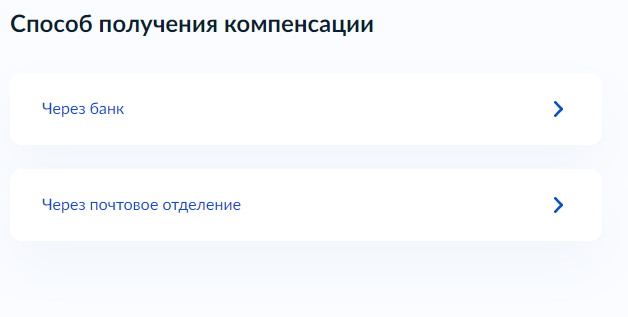 Способ получения компенсации
Через банк
Через почтовое отделение